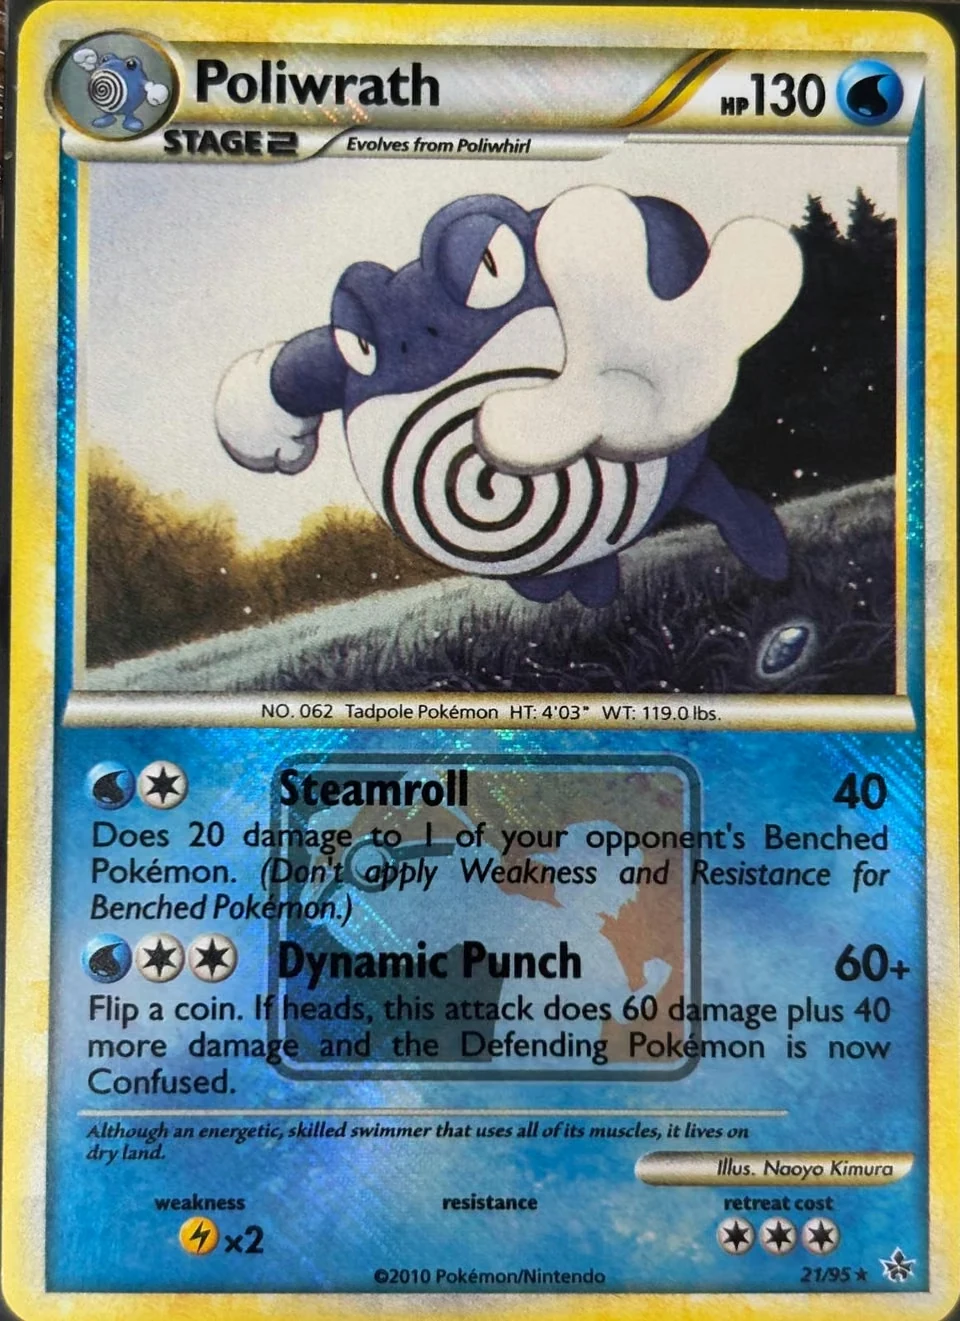 Poliwrath
HP130
STAGE 2
Evolves from Poliwhirl
NO. 062 Tadpole Pokémon HT: 4'03" WT: 119.0 lbs.
Steamroll 40
Does 20 damage to 1 of your opponent's Benched
Pokémon. (Don't apply Weakness and Resistance for
Benched Pokémon.)
Dynamic Punch 60+
Flip a coin. If heads, this attack does 60 damage plus 40
more damage and the Defending Pokémon is now
Confused.
Although an energetic, skilled swimmer that uses all of its muscles, it lives on
dry land.
Illus. Naoyo Kimura
weakness resistance retreat cost
x2
©2010 Pokémon/Nintendo
21/95 ★